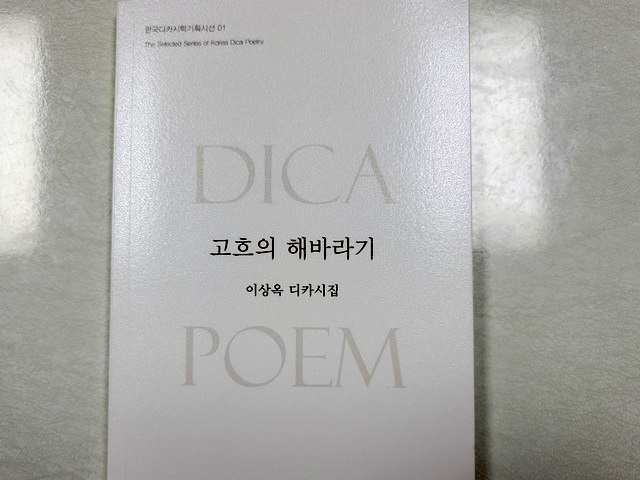 한국디카시학기획시선 01
The Selected Series of Korea Dica Poetry
DICA
고흐의 해바라기
이상옥 디카시집
POEM